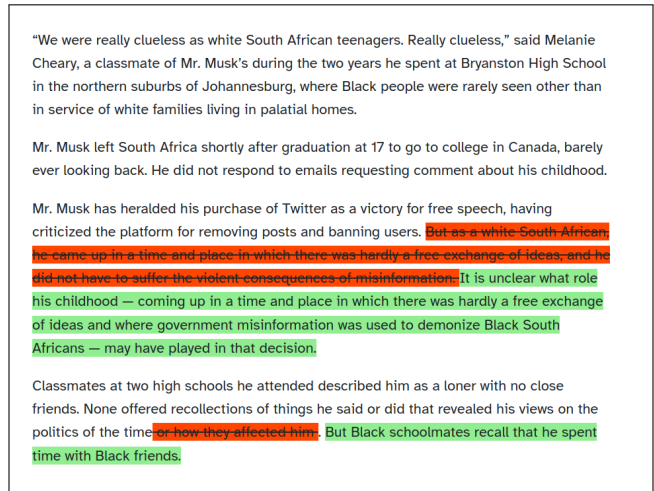 “We were really clueless as white South African teenagers. Really clueless,” said Melanie
Cheary, a classmate of Mr. Musk’s during the two years he spent at Bryanston High School
in the northern suburbs of Johannesburg, where Black people were rarely seen other than
in service of white families living in palatial homes.
Mr. Musk left South Africa shortly after graduation at 17 to go to college in Canada, barely
ever looking back. He did not respond to emails requesting comment about his childhood.
Mr. Musk has heralded his purchase of Twitter as a victory for free speech, having
criticized the platform for removing posts and banning users. But as a white South African,
he came up in a time and place in which there was hardly a free exchange of ideas, and he
did not have to suffer the violent consequences of misinformation. It is unclear what role
his childhood — coming up in a time and place in which there was hardly a free exchange
of ideas and where government misinformation was used to demonize Black South
Africans — may have played in that decision.
Classmates at two high schools he attended described him as a loner with no close
friends. None offered recollections of things he said or did that revealed his views on the
politics of the time or how they affected him . But Black schoolmates recall that he spent
time with Black friends.